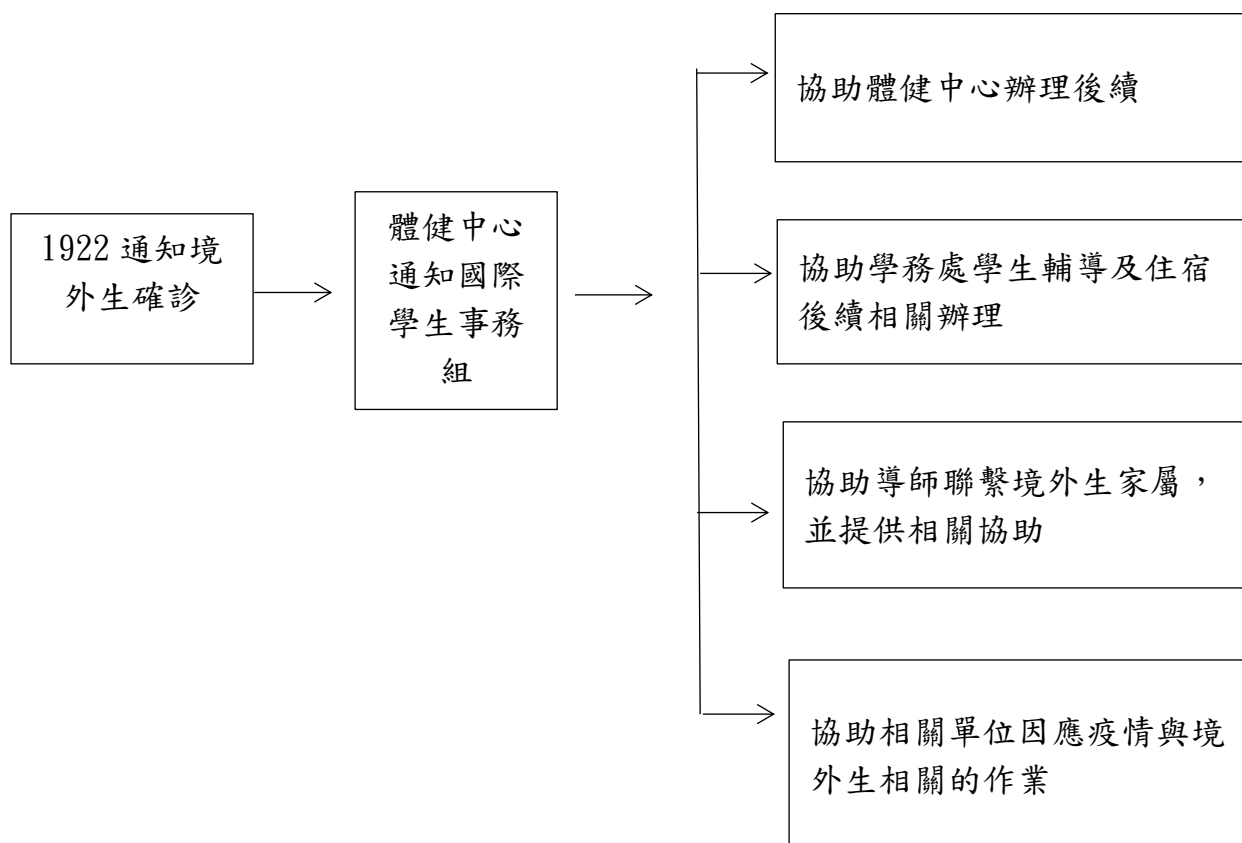 1922 通知境
外生確診
體健中心
通知國際
學生事務
組
協助體健中心辦理後續
協助學務處學生輔導及住宿
後續相關辦理
協助導師聯繫境外生家屬，
並提供相關協助
協助相關單位因應疫情與境
外生相關的作業